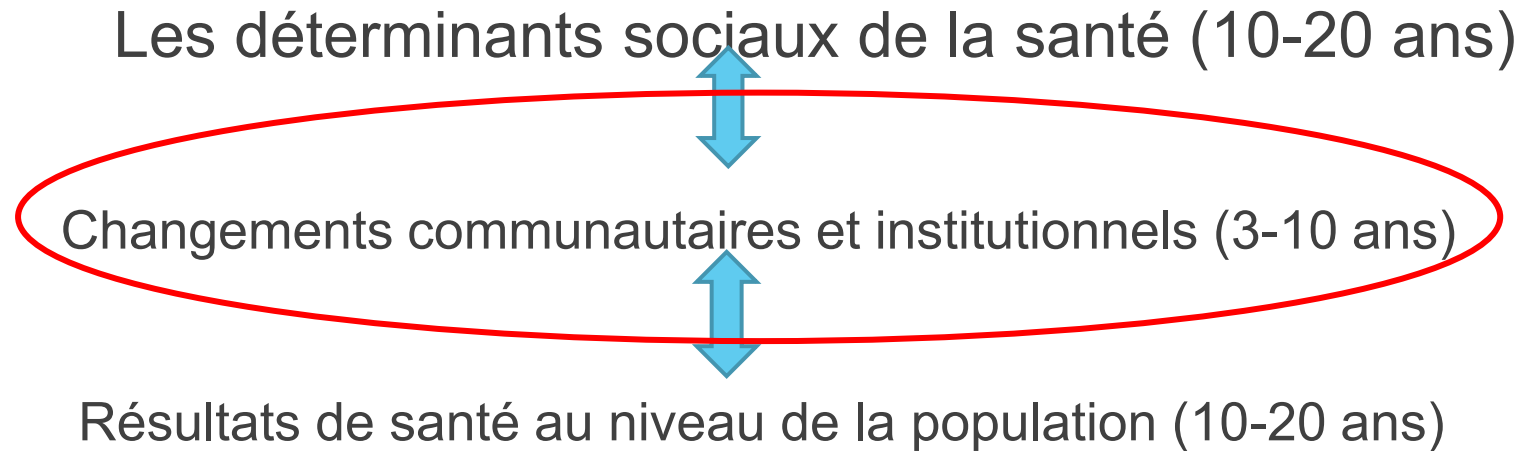 Les déterminants sociaux de la santé (10-20 ans)
Changements communautaires et institutionnels (3-10 ans)
Résultats de santé au niveau de la population (10-20 ans)